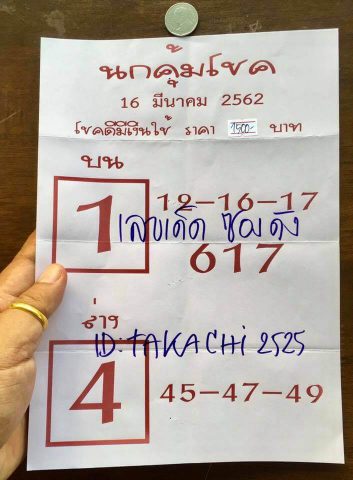 นกคุ้มโชค
16 มีนาคม 2562
โชคดีมีเงินใช้ ราคา 1500- บาท
บน
1 12-16-17
เลขเด็ด ซองดัง
617
ล่าง
ID: TAKACHi 2525
4 45-47-49